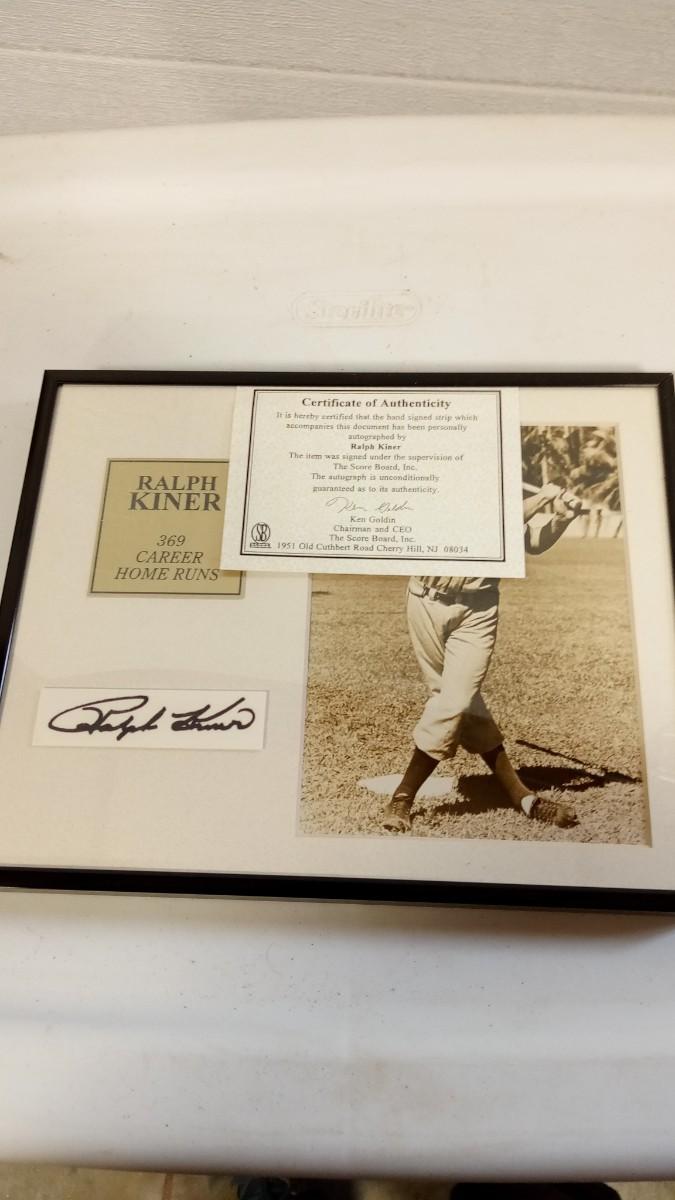 Sterilite
Certificate of Authenticity
It is hereby certified that the hand signed strip which
accompanies this document has been personally
autographed by
Ralph Kiner
The item was signed under the supervision of
The Score Board, Inc.
The autograph is unconditionally
guaranteed as to its authenticity.
Ken Goldin
Ken Goldin
Chairman and CEO
The Score Board, Inc.
1951 Old Cuthbert Road Cherry Hill, NJ 08034
RALPH
KINER
369
CAREER
HOME RUNS
Ralph Kiner